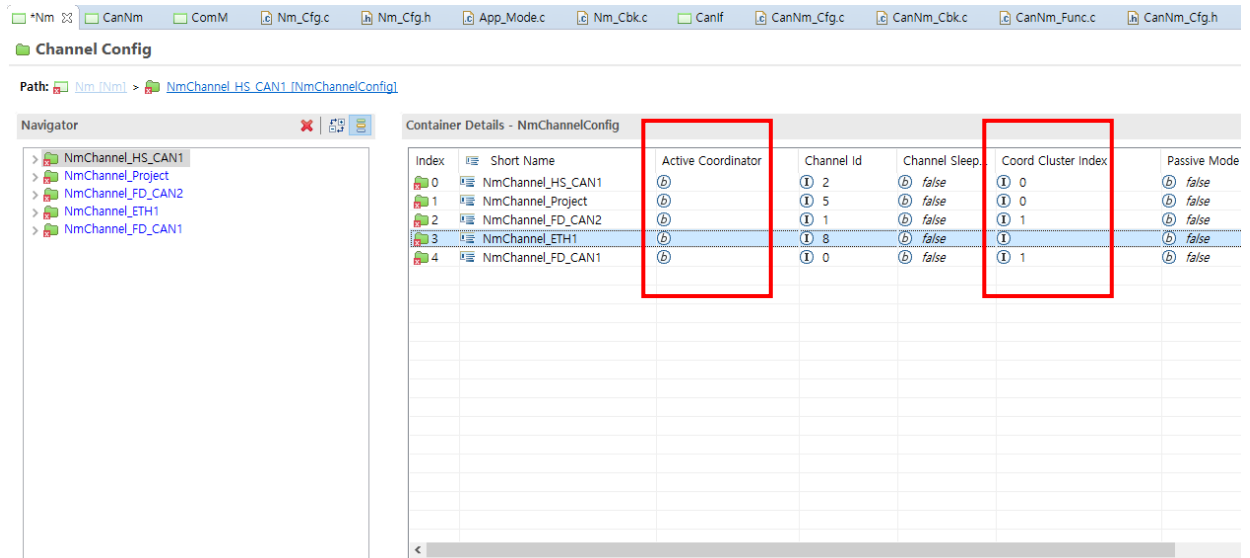 *Nm CanNm ComM Nm_Cfg.c Nm_Cfg.h App_Mode.c Nm_Cbk.c CanIf CanNm_Cfg.c CanNm_Cbk.c CanNm_Func.c CanNm_Cfg.h
Channel Config
Path: Nm [Nm] > NmChannel_HS_CAN1 [NmChannelConfig]
Navigator
NmChannel_HS_CAN1
NmChannel_Project
NmChannel_FD_CAN2
NmChannel_ETH1
NmChannel_FD_CAN1
Container Details - NmChannelConfig
Index Short Name Active Coordinator Channel Id Channel Sleep... Coord Cluster Index Passive Mode
0 NmChannel_HS_CAN1 b I 2 b false I 0 b false
1 NmChannel_Project b I 5 b false I 0 b false
2 NmChannel_FD_CAN2 b I 1 b false I 1 b false
3 NmChannel_ETH1 b I 8 b false I b false
4 NmChannel_FD_CAN1 b I 0 b false I 1 b false